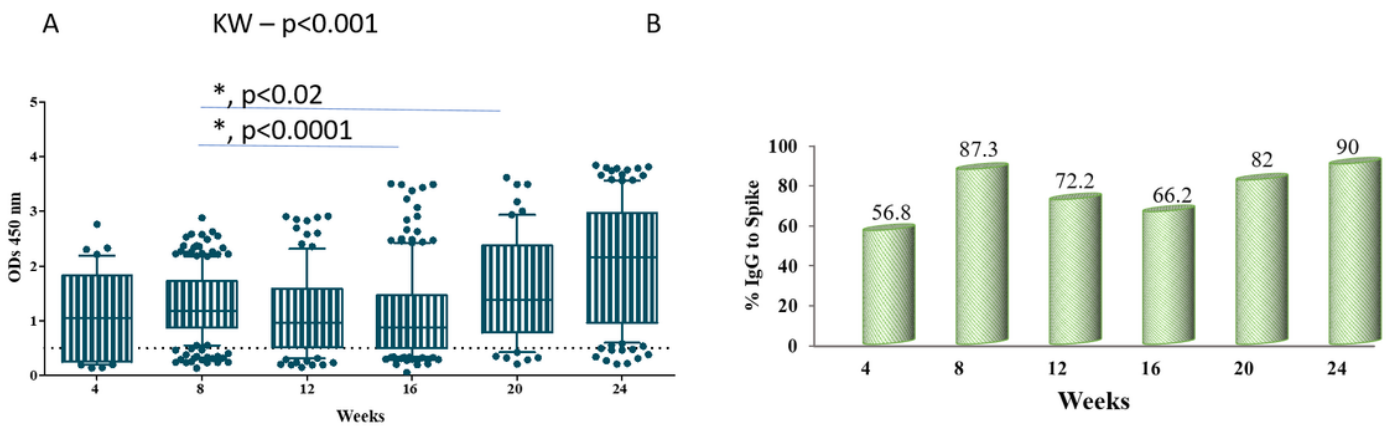 A
KW – p<0.001
B
*, p<0.02
*, p<0.0001
ODs 450 nm
5
4
3
2
1
0
4 8 12 16 20 24
Weeks
% IgG to Spike
100
80
60
40
20
0
56.8
87.3
72.2
66.2
82
90
4 8 12 16 20 24
Weeks